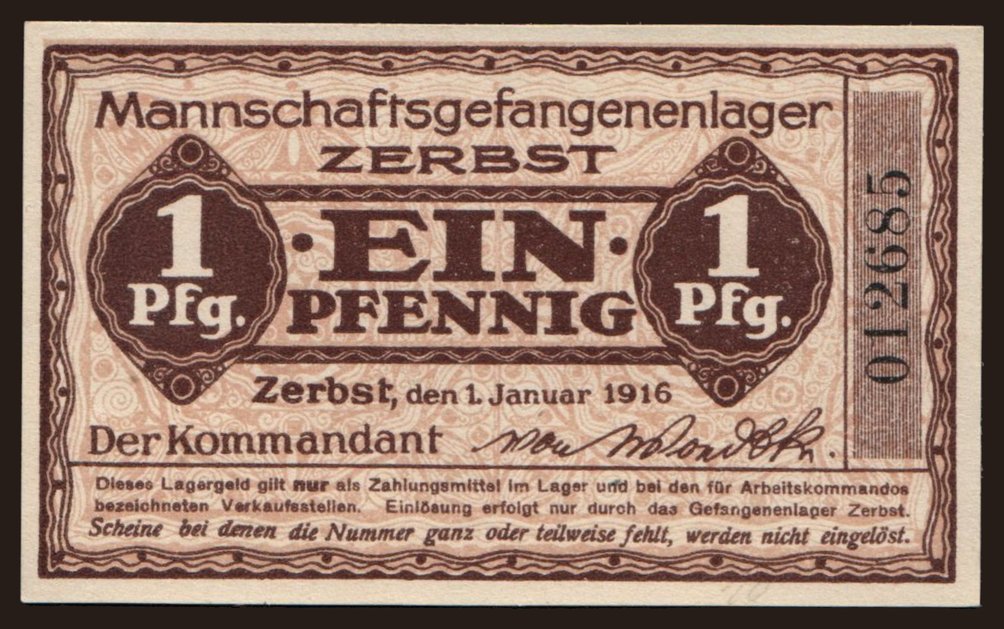 Mannschaftsgefangenenlager
ZERBST
1 Pfg.
·EIN·
PFENNIG
1 Pfg.
012685
Zerbst, den 1. Januar 1916
Der Kommandant
Dieses Lagergeld gilt nur als Zahlungsmittel im Lager und bei den für Arbeitskommandos
bezeichneten Verkaufsstellen. Einlösung erfolgt nur durch das Gefangenenlager Zerbst.
Scheine bei denen die Nummer ganz oder teilweise fehlt, werden nicht eingelöst.